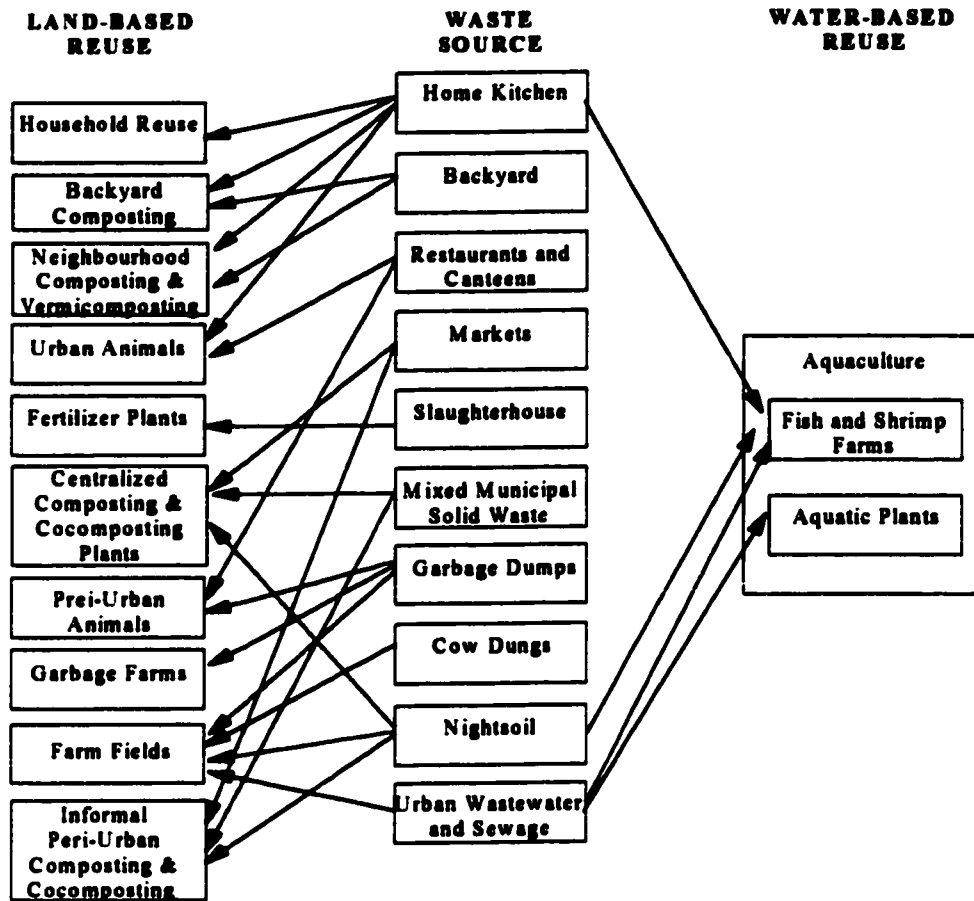 LAND-BASED
REUSE
WASTE
SOURCE
WATER-BASED
REUSE
Household Reuse
Backyard
Composting
Neighbourhood
Composting &
Vermicomposting
Urban Animals
Fertilizer Plants
Centralized
Composting &
Cocomposting
Plants
Prei-Urban
Animals
Garbage Farms
Farm Fields
Informal
Peri-Urban
Composting &
Cocomposting
Home Kitchen
Backyard
Restaurants and
Canteens
Markets
Slaughterhouse
Mixed Municipal
Solid Waste
Garbage Dumps
Cow Dungs
Nightsoil
Urban Wastewater
and Sewage
Aquaculture
Fish and Shrimp
Farms
Aquatic Plants